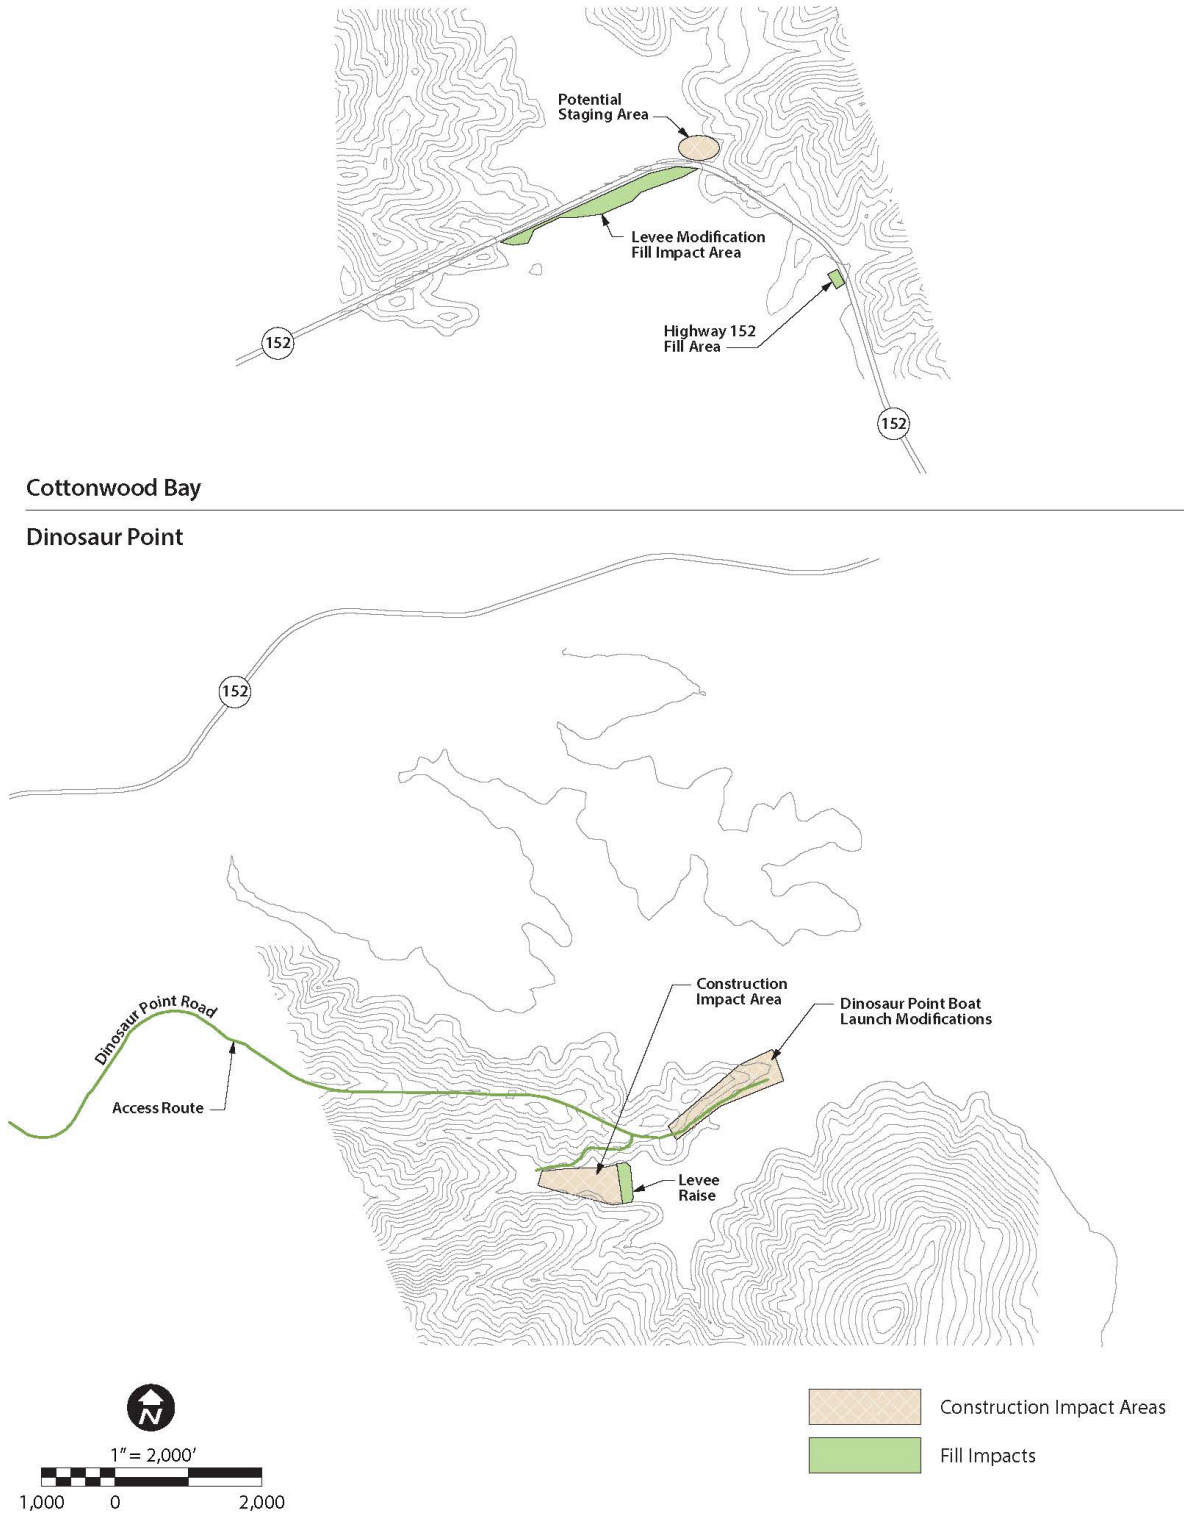 Potential
Staging Area
Levee Modification
Fill Impact Area
Highway 152
Fill Area
152
152
Cottonwood Bay
Dinosaur Point
152
Construction
Impact Area
Dinosaur Point Boat
Launch Modifications
Dinosaur Point Road
Access Route
Levee
Raise
N
1" = 2,000'
1,000 0 2,000
Construction Impact Areas
Fill Impacts